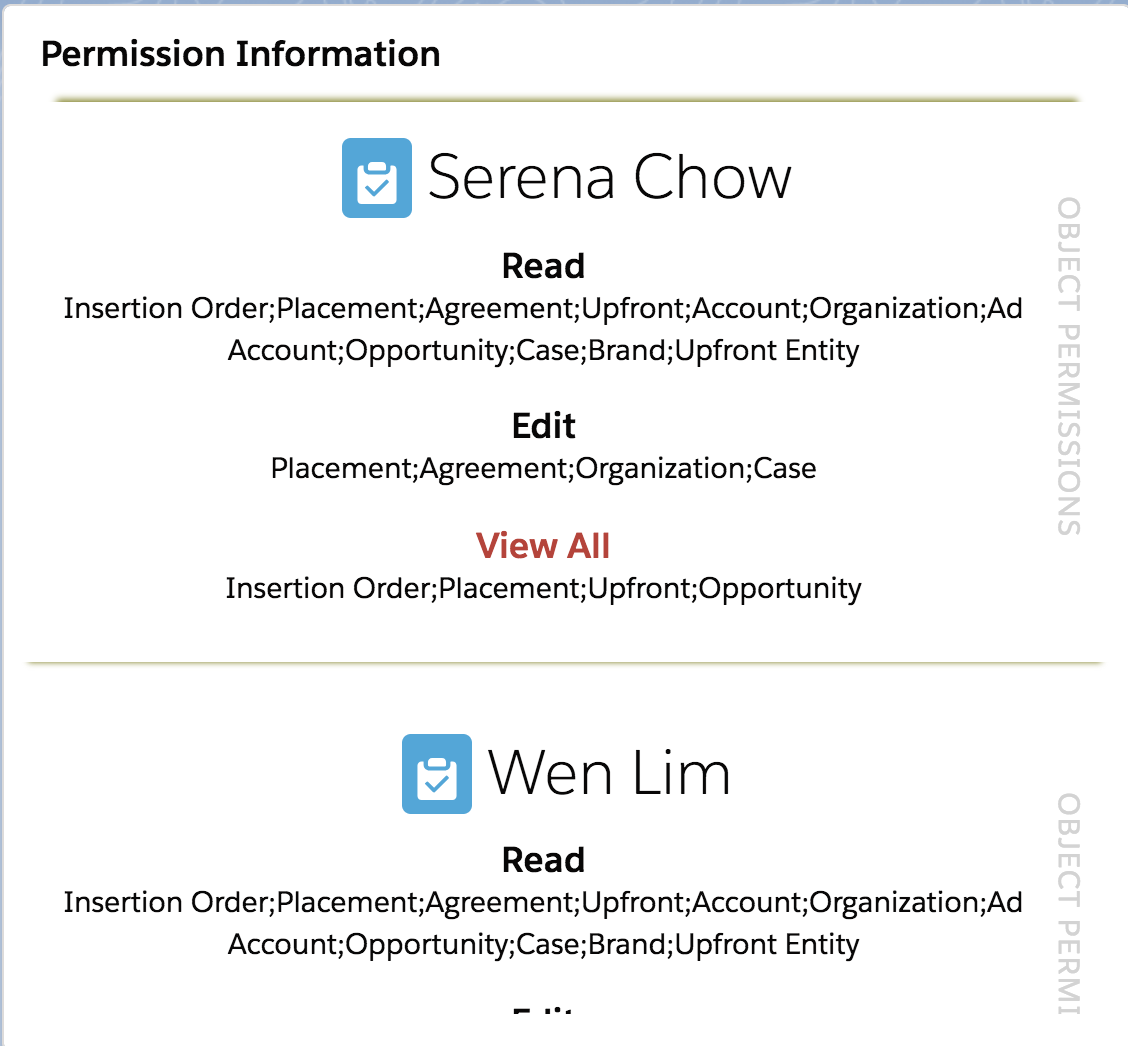 Permission Information
Serena Chow
Read
Insertion Order;Placement;Agreement;Upfront;Account;Organization;Ad
Account;Opportunity;Case;Brand;Upfront Entity
Edit
Placement;Agreement;Organization;Case
View All
Insertion Order;Placement;Upfront;Opportunity
OBJECT PERMISSIONS
Wen Lim
Read
Insertion Order;Placement;Agreement;Upfront;Account;Organization;Ad
Account;Opportunity;Case;Brand;Upfront Entity
Edit
OBJECT PERMI